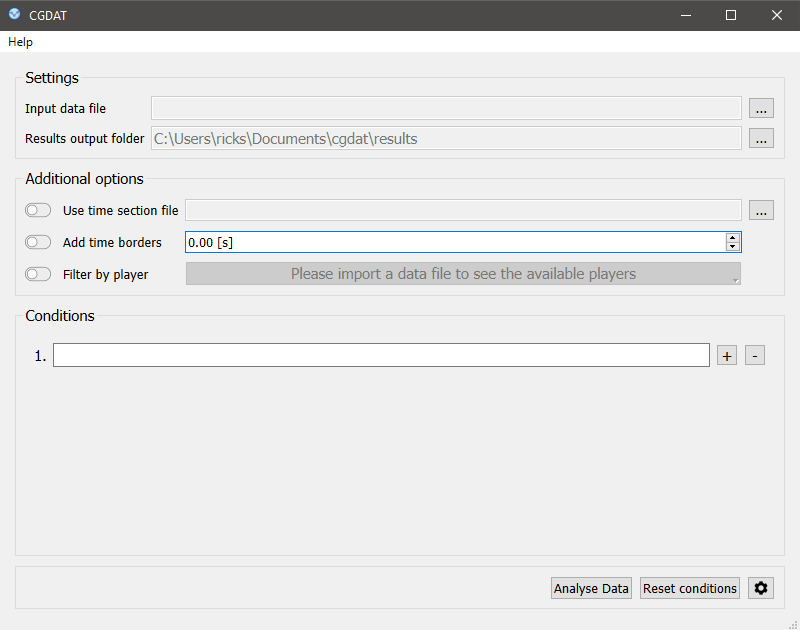 CGDAT
Help
Settings
Input data file
...
Results output folder C:\Users\ricks\Documents\cgdat\results ...
Additional options
Use time section file ...
Add time borders 0.00 [s]
Filter by player Please import a data file to see the available players
Conditions
1. + -
Analyse Data Reset conditions